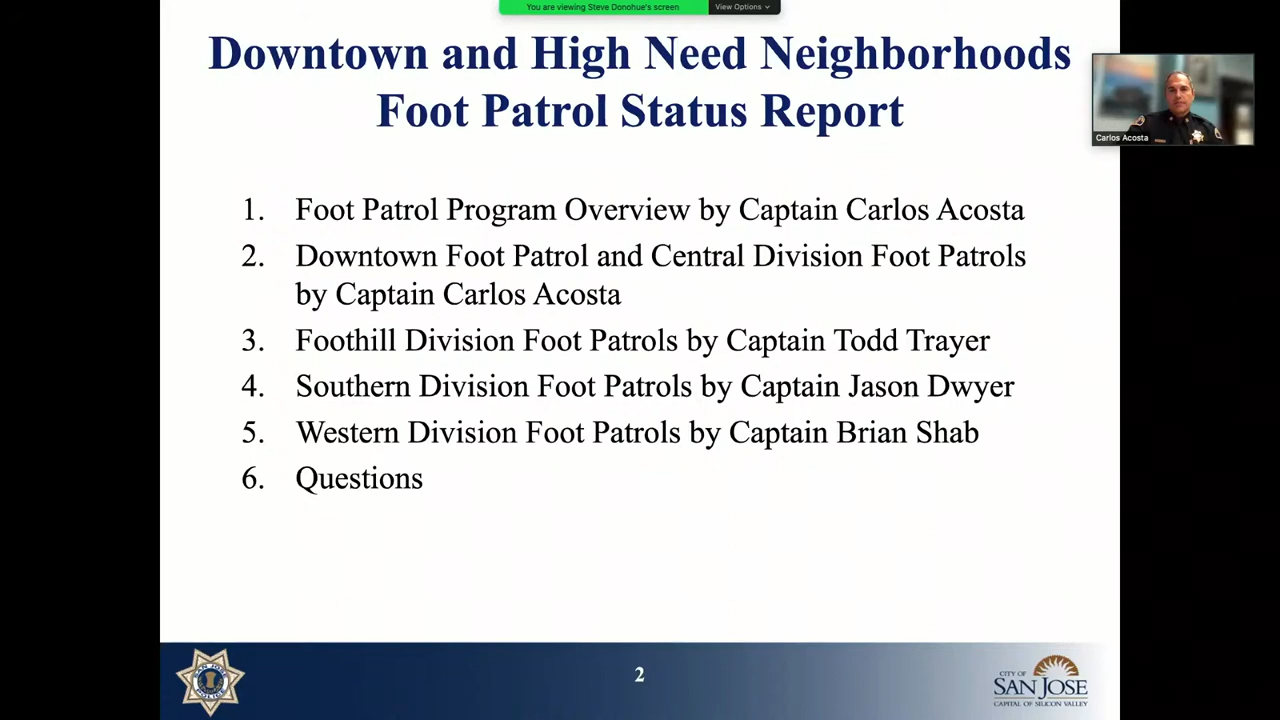 You are viewing Steve Donohue's screen
View Options
Downtown and High Need Neighborhoods
Foot Patrol Status Report
Carlos Acosta
1. Foot Patrol Program Overview by Captain Carlos Acosta
2. Downtown Foot Patrol and Central Division Foot Patrols
by Captain Carlos Acosta
3. Foothill Division Foot Patrols by Captain Todd Trayer
4. Southern Division Foot Patrols by Captain Jason Dwyer
5. Western Division Foot Patrols by Captain Brian Shab
6. Questions
SAN JOSE
POLICE
2
CITY OF
SAN JOSE
CAPITAL OF SILICON VALLEY